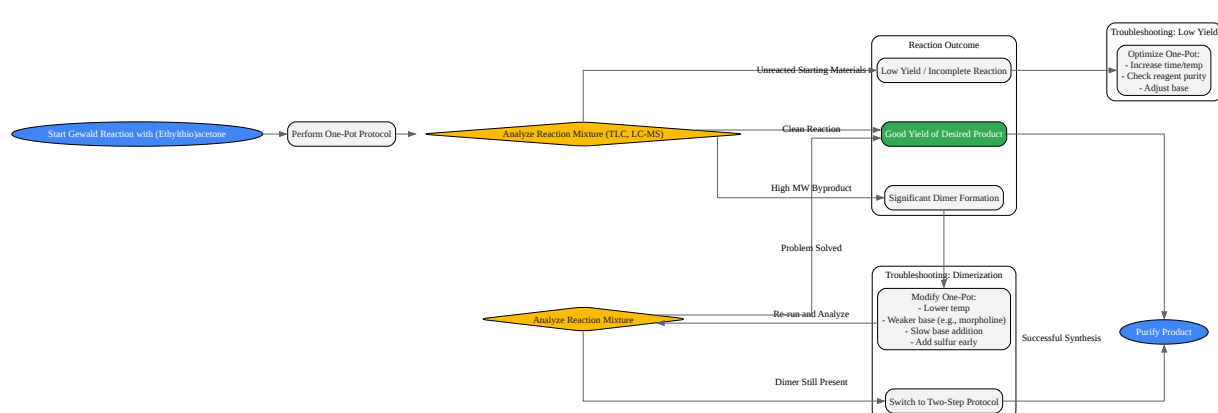 Troubleshooting: Low Yield
Optimize One-Pot:
- Increase time/temp
- Check reagent purity
- Adjust base
Reaction Outcome
Unreacted Starting Materials
Low Yield / Incomplete Reaction
Start Gewald Reaction with (Ethylthio)acetone
Perform One-Pot Protocol
Analyze Reaction Mixture (TLC, LC-MS)
Clean Reaction
Good Yield of Desired Product
High MW Byproduct
Significant Dimer Formation
Problem Solved
Troubleshooting: Dimerization
Modify One-Pot:
- Lower temp
- Weaker base (e.g., morpholine)
- Slow base addition
- Add sulfur early
Analyze Reaction Mixture
Re-run and Analyze
Successful Synthesis
Purify Product
Dimer Still Present
Switch to Two-Step Protocol